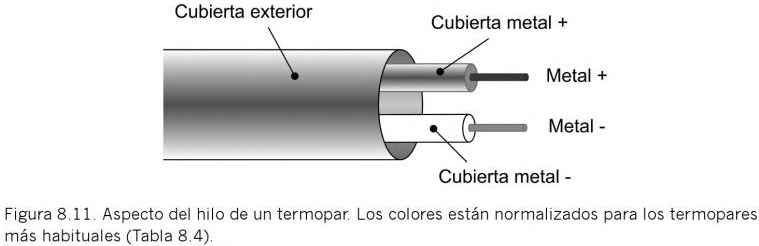 Cubierta exterior
Cubierta metal +
Metal +
Metal -
Cubierta metal -
Figura 8.11. Aspecto del hilo de un termopar. Los colores están normalizados para los termopares
más habituales (Tabla 8.4).